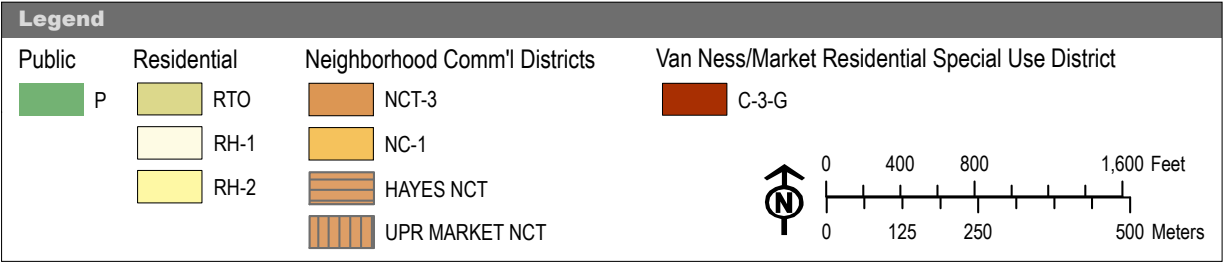 Legend
Public
P
Residential
RTO
RH-1
RH-2
Neighborhood Comm'l Districts
NCT-3
NC-1
HAYES NCT
UPR MARKET NCT
Van Ness/Market Residential Special Use District
C-3-G
N
0 400 800 1,600 Feet
0 125 250 500 Meters